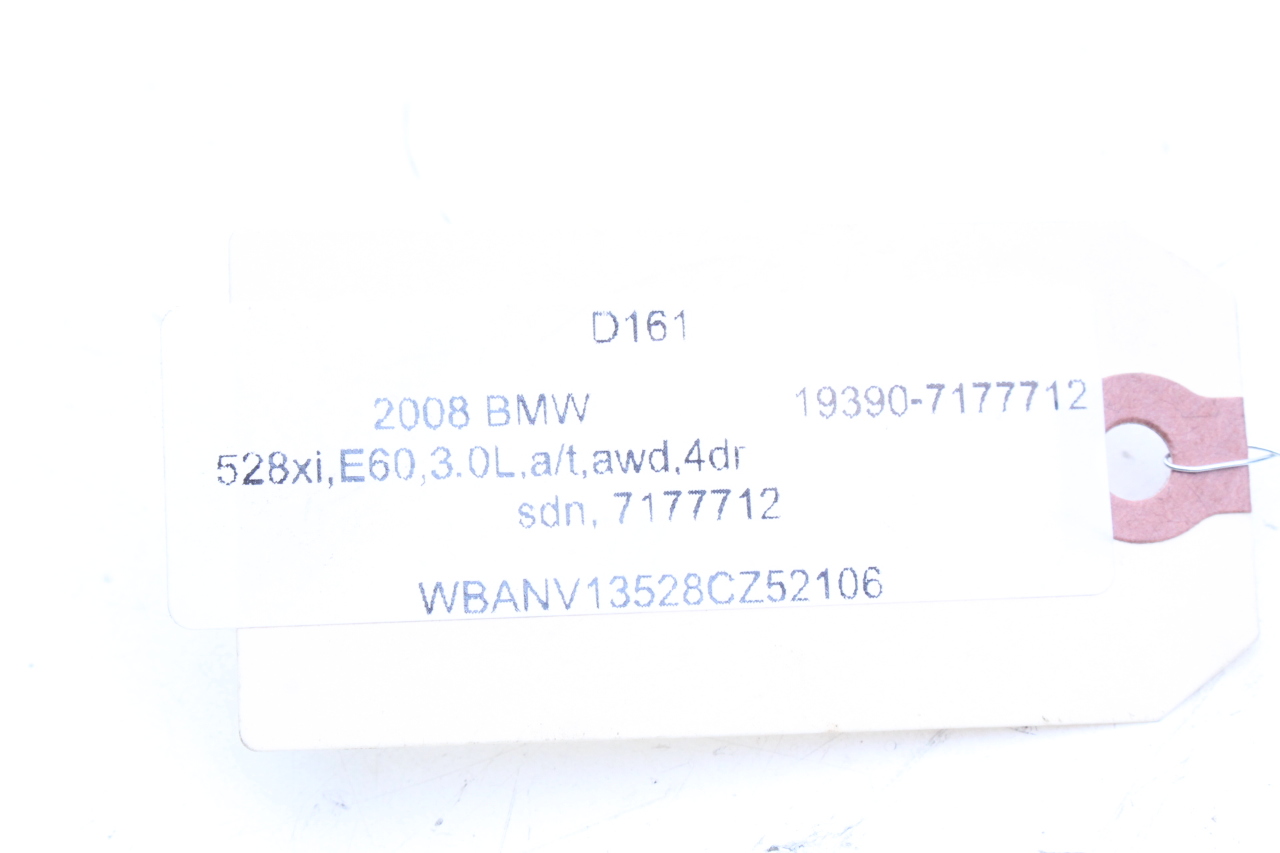 D161
2008 BMW 19390-7177712
528xi,E60,3.0L,a/t,awd,4dr
sdn, 7177712
WBANV13528CZ52106